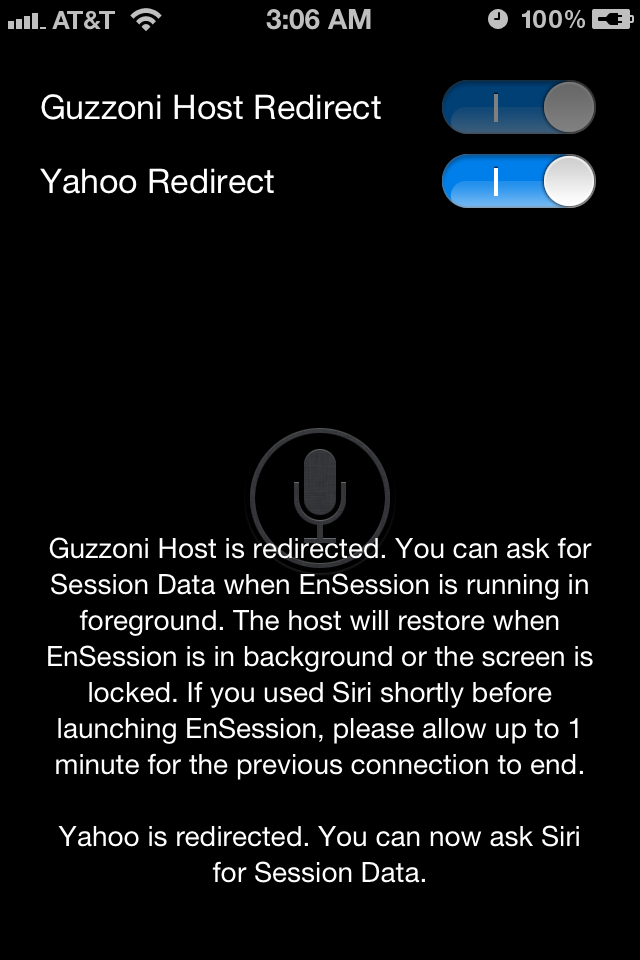 AT&T 3:06 AM 100%
Guzzoni Host Redirect
Yahoo Redirect
Guzzoni Host is redirected. You can ask for
Session Data when EnSession is running in
foreground. The host will restore when
EnSession is in background or the screen is
locked. If you used Siri shortly before
launching EnSession, please allow up to 1
minute for the previous connection to end.
Yahoo is redirected. You can now ask Siri
for Session Data.